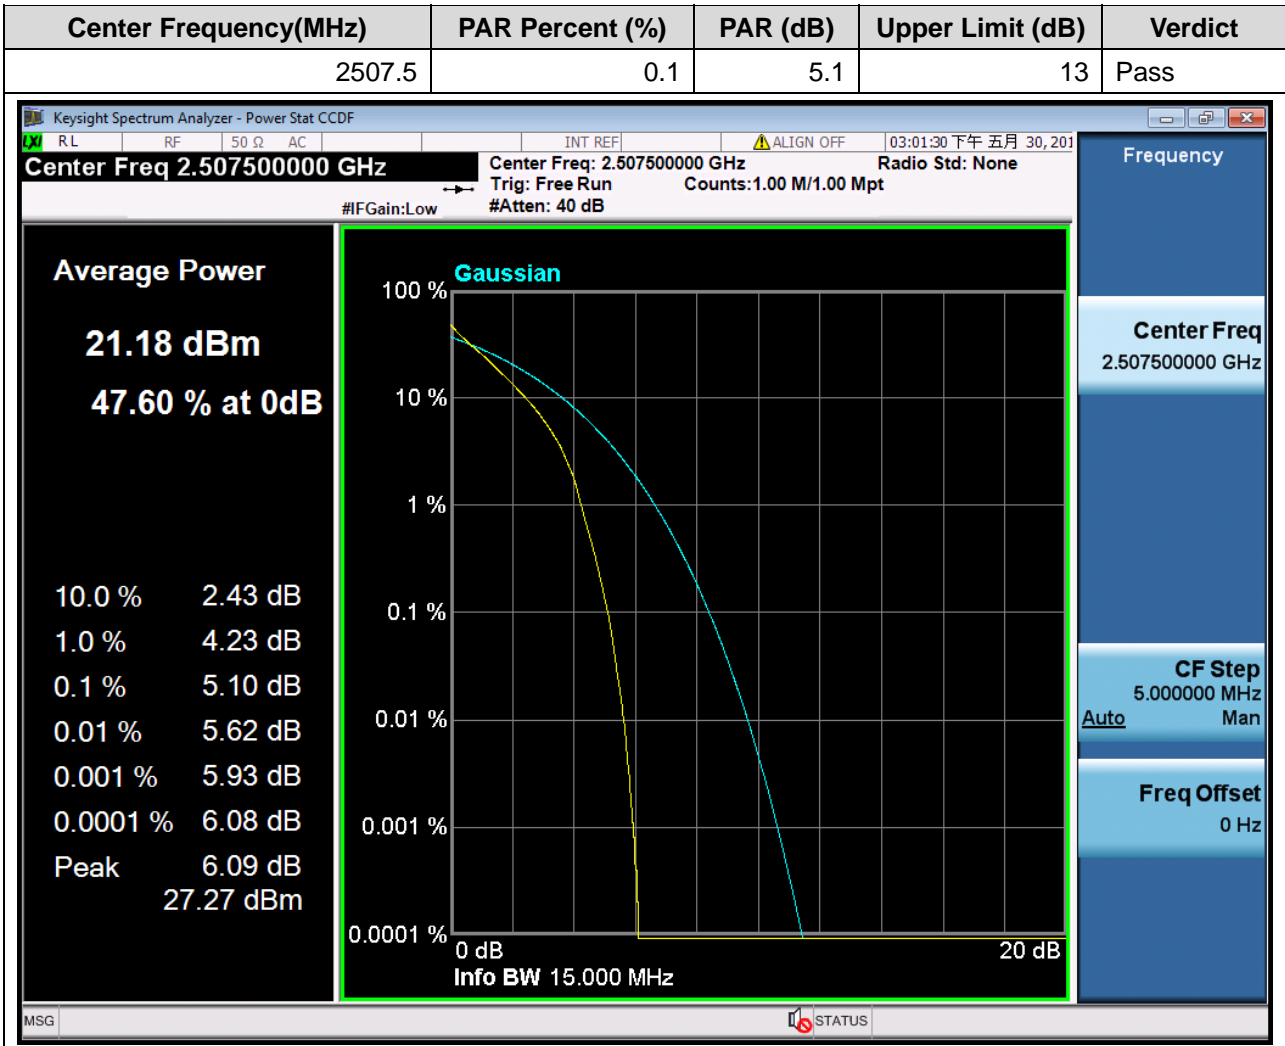 Center Frequency(MHz) PAR Percent (%) PAR (dB) Upper Limit (dB) Verdict
2507.5 0.1 5.1 13 Pass
Keysight Spectrum Analyzer - Power Stat CCDF
LXI RL RF 50 Ω AC INT REF ALIGN OFF 03:01:30 下午 五月 30, 201
Center Freq 2.507500000 GHz
Center Freq: 2.507500000 GHz Radio Std: None
Trig: Free Run Counts:1.00 M/1.00 Mpt
#IFGain:Low #Atten: 40 dB
Average Power
21.18 dBm
47.60 % at 0dB
10.0 % 2.43 dB
1.0 % 4.23 dB
0.1 % 5.10 dB
0.01 % 5.62 dB
0.001 % 5.93 dB
0.0001 % 6.08 dB
Peak 6.09 dB
27.27 dBm
Gaussian
100 %
10 %
1 %
0.1 %
0.01 %
0.001 %
0.0001 %
0 dB 20 dB
Info BW 15.000 MHz
Frequency
Center Freq
2.507500000 GHz
CF Step
5.000000 MHz
Auto Man
Freq Offset
0 Hz
MSG STATUS